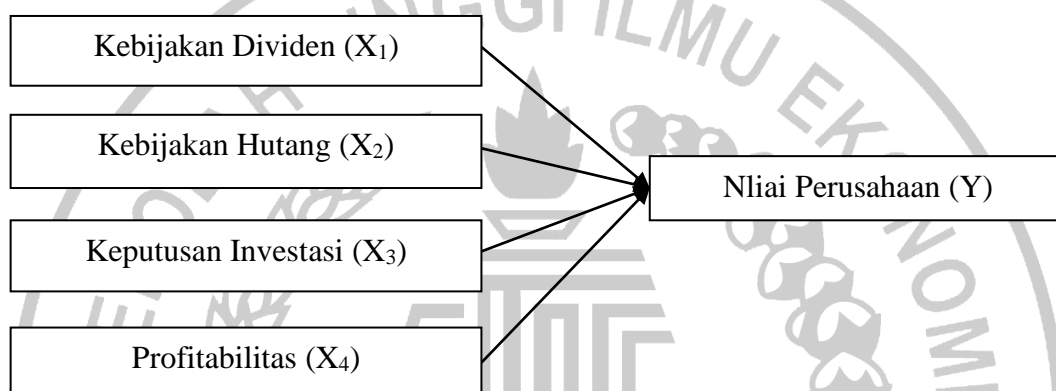 Kebijakan Dividen (X₁)
Kebijakan Hutang (X₂)
Nliai Perusahaan (Y)
Keputusan Investasi (X₃)
Profitabilitas (X₄)